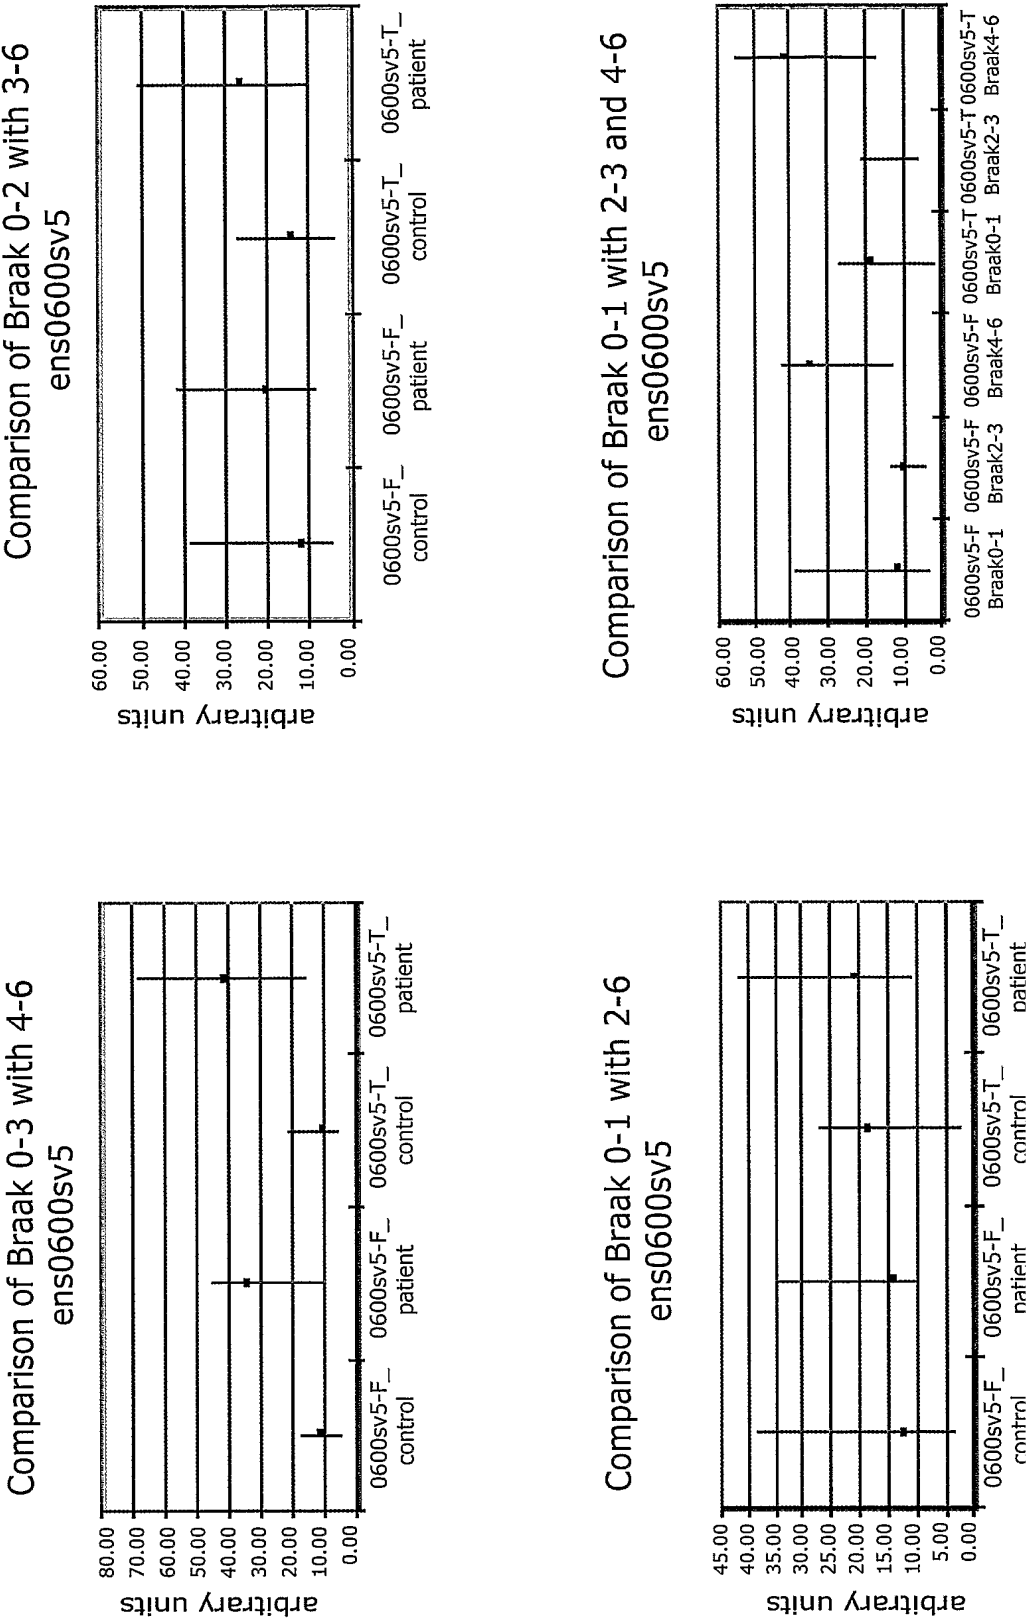 Comparison of Braak 0-3 with 4-6
ens0600sv5
arbitrary units
80.00
70.00
60.00
50.00
40.00
30.00
20.00
10.00
0.00
0600sv5-F_ control
0600sv5-F_ patient
0600sv5-T_ control
0600sv5-T_ patient
Comparison of Braak 0-2 with 3-6
ens0600sv5
arbitrary units
60.00
50.00
40.00
30.00
20.00
10.00
0.00
0600sv5-F_ control
0600sv5-F_ patient
0600sv5-T_ control
0600sv5-T_ patient
Comparison of Braak 0-1 with 2-6
ens0600sv5
arbitrary units
45.00
40.00
35.00
30.00
25.00
20.00
15.00
10.00
5.00
0.00
0600sv5-F_ control
0600sv5-F_ patient
0600sv5-T_ control
0600sv5-T_ patient
Comparison of Braak 0-1 with 2-3 and 4-6
ens0600sv5
arbitrary units
60.00
50.00
40.00
30.00
20.00
10.00
0.00
0600sv5-F Braak0-1
0600sv5-F Braak2-3
0600sv5-F Braak4-6
0600sv5-T Braak0-1
0600sv5-T Braak2-3
0600sv5-T Braak4-6